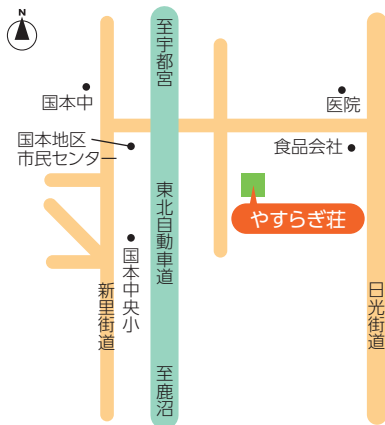 N
至宇都宮
国本中
医院
国本地区
市民センター
食品会社
東北自動車道
やすらぎ荘
国本中央小
新里街道
日光街道
至鹿沼